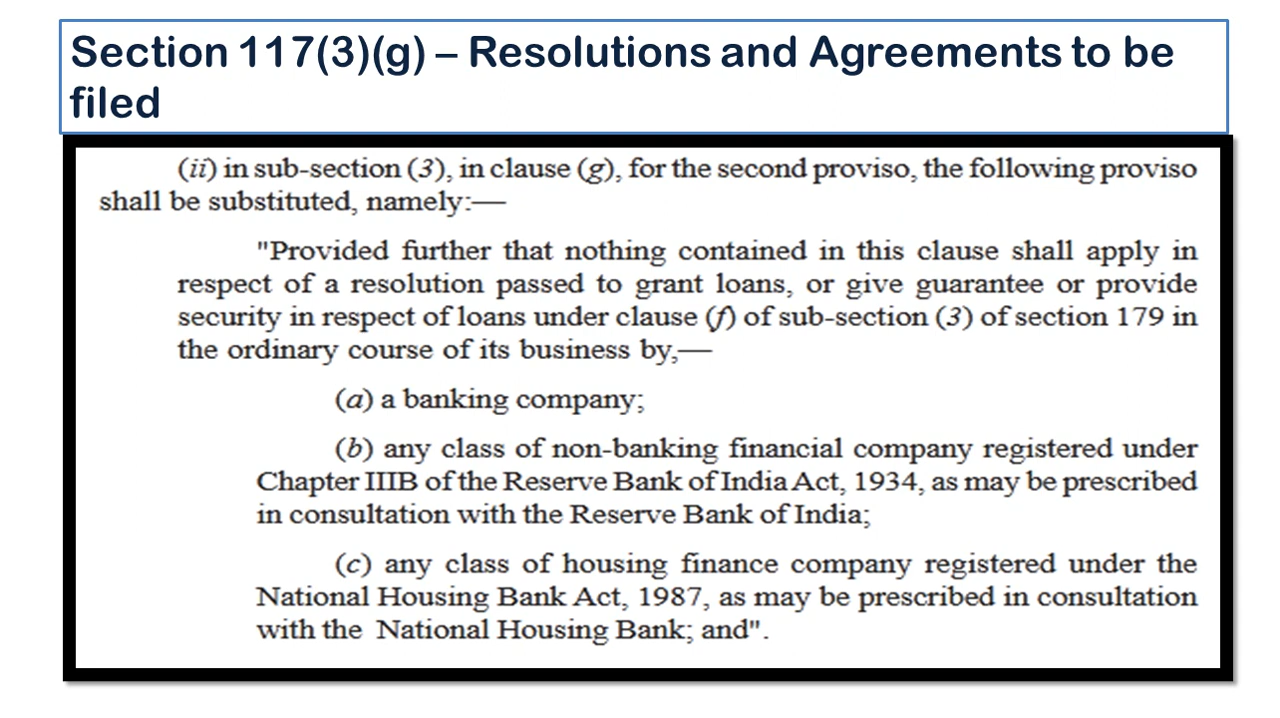 Section 117(3)(g) – Resolutions and Agreements to be
filed
(ii) in sub-section (3), in clause (g), for the second proviso, the following proviso
shall be substituted, namely:—
"Provided further that nothing contained in this clause shall apply in
respect of a resolution passed to grant loans, or give guarantee or provide
security in respect of loans under clause (f) of sub-section (3) of section 179 in
the ordinary course of its business by,—
(a) a banking company;
(b) any class of non-banking financial company registered under
Chapter IIIB of the Reserve Bank of India Act, 1934, as may be prescribed
in consultation with the Reserve Bank of India;
(c) any class of housing finance company registered under the
National Housing Bank Act, 1987, as may be prescribed in consultation
with the National Housing Bank; and".